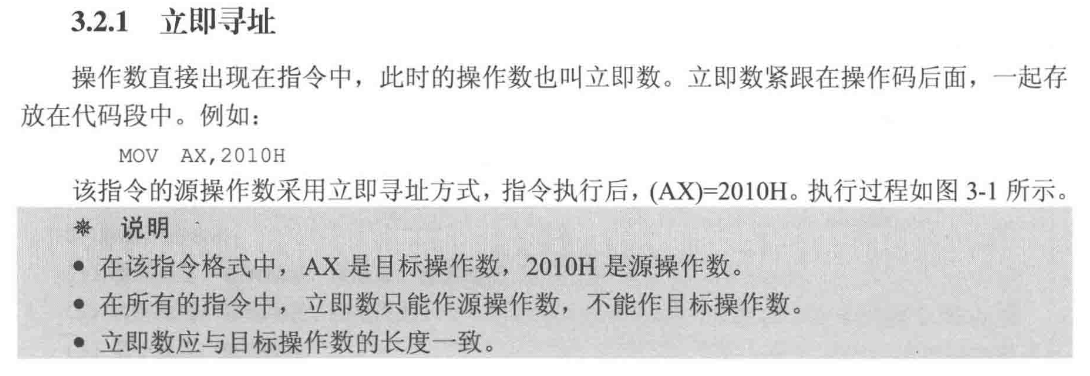 3.2.1 立即寻址
操作数直接出现在指令中，此时的操作数也叫立即数。立即数紧跟在操作码后面，一起存
放在代码段中。例如：
MOV AX,2010H
该指令的源操作数采用立即寻址方式，指令执行后，(AX)=2010H。执行过程如图 3-1 所示。
※ 说明
● 在该指令格式中，AX 是目标操作数，2010H 是源操作数。
● 在所有的指令中，立即数只能作源操作数，不能作目标操作数。
● 立即数应与目标操作数的长度一致。